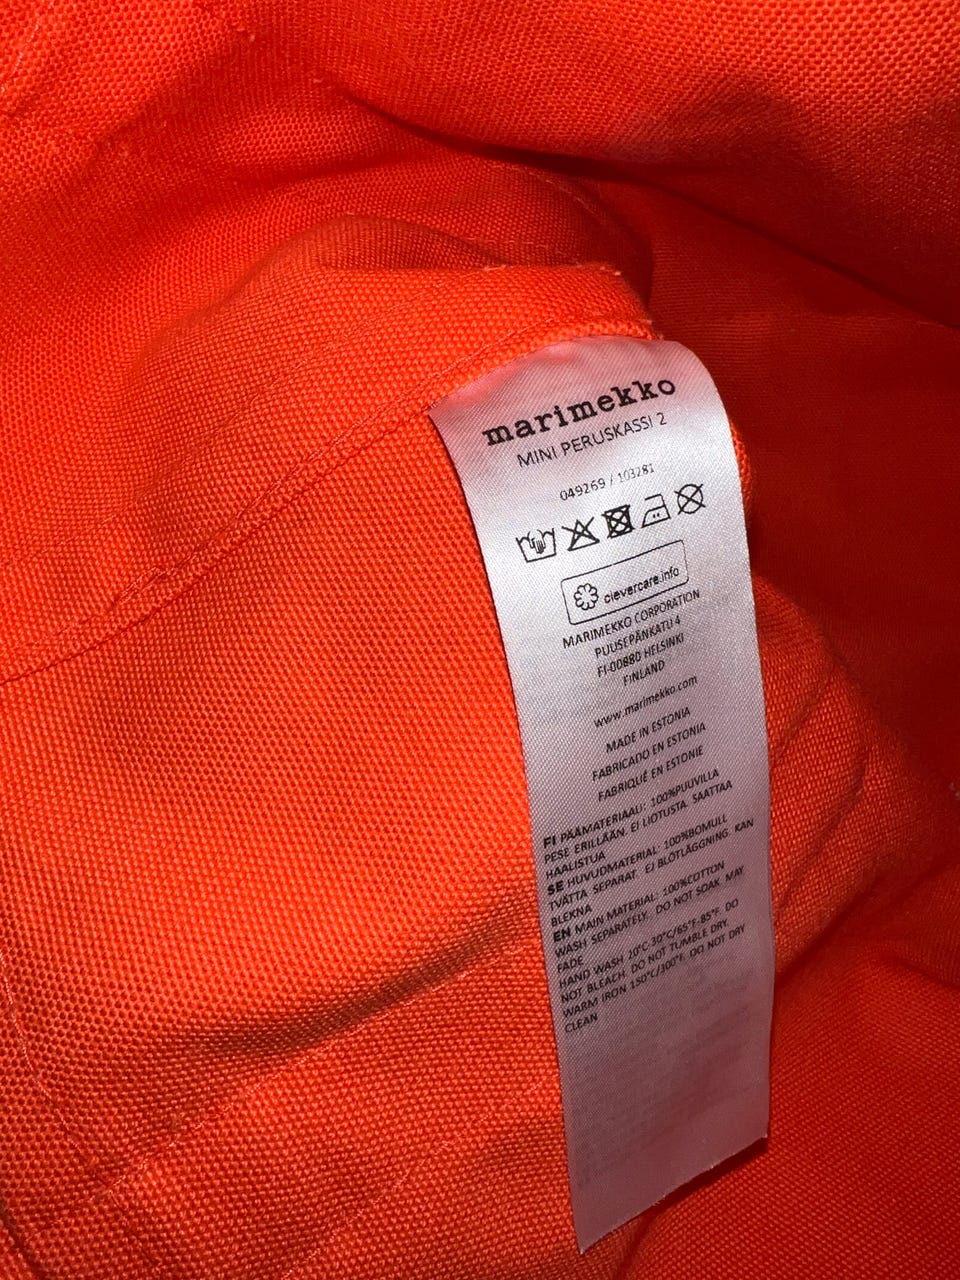 marimekko
MINI PERUSKASSI 2
049269 / 103281
clevercare.info
MARIMEKKO CORPORATION
PUUSEPÄNKATU 4
FI-00880 HELSINKI
FINLAND
www.marimekko.com
MADE IN ESTONIA
FABRICADO EN ESTONIA
FABRIQUÉ EN ESTONIE
FI PÄÄMATERIAALI: 100%PUUVILLA
PESE ERILLÄÄN. EI LIOTUSTA. SAATTAA
HAALISTUA
SE HUVUDMATERIAL: 100%BOMULL
TVÄTTA SEPARAT. EJ BLÖTLÄGGNING. KAN
BLEKNA
EN MAIN MATERIAL: 100%COTTON
WASH SEPARATELY. DO NOT SOAK. MAY
FADE
HAND WASH 20°C-30°C/65°F-85°F. DO
NOT BLEACH. DO NOT TUMBLE DRY.
WARM IRON 150°C/300°F. DO NOT DRY
CLEAN